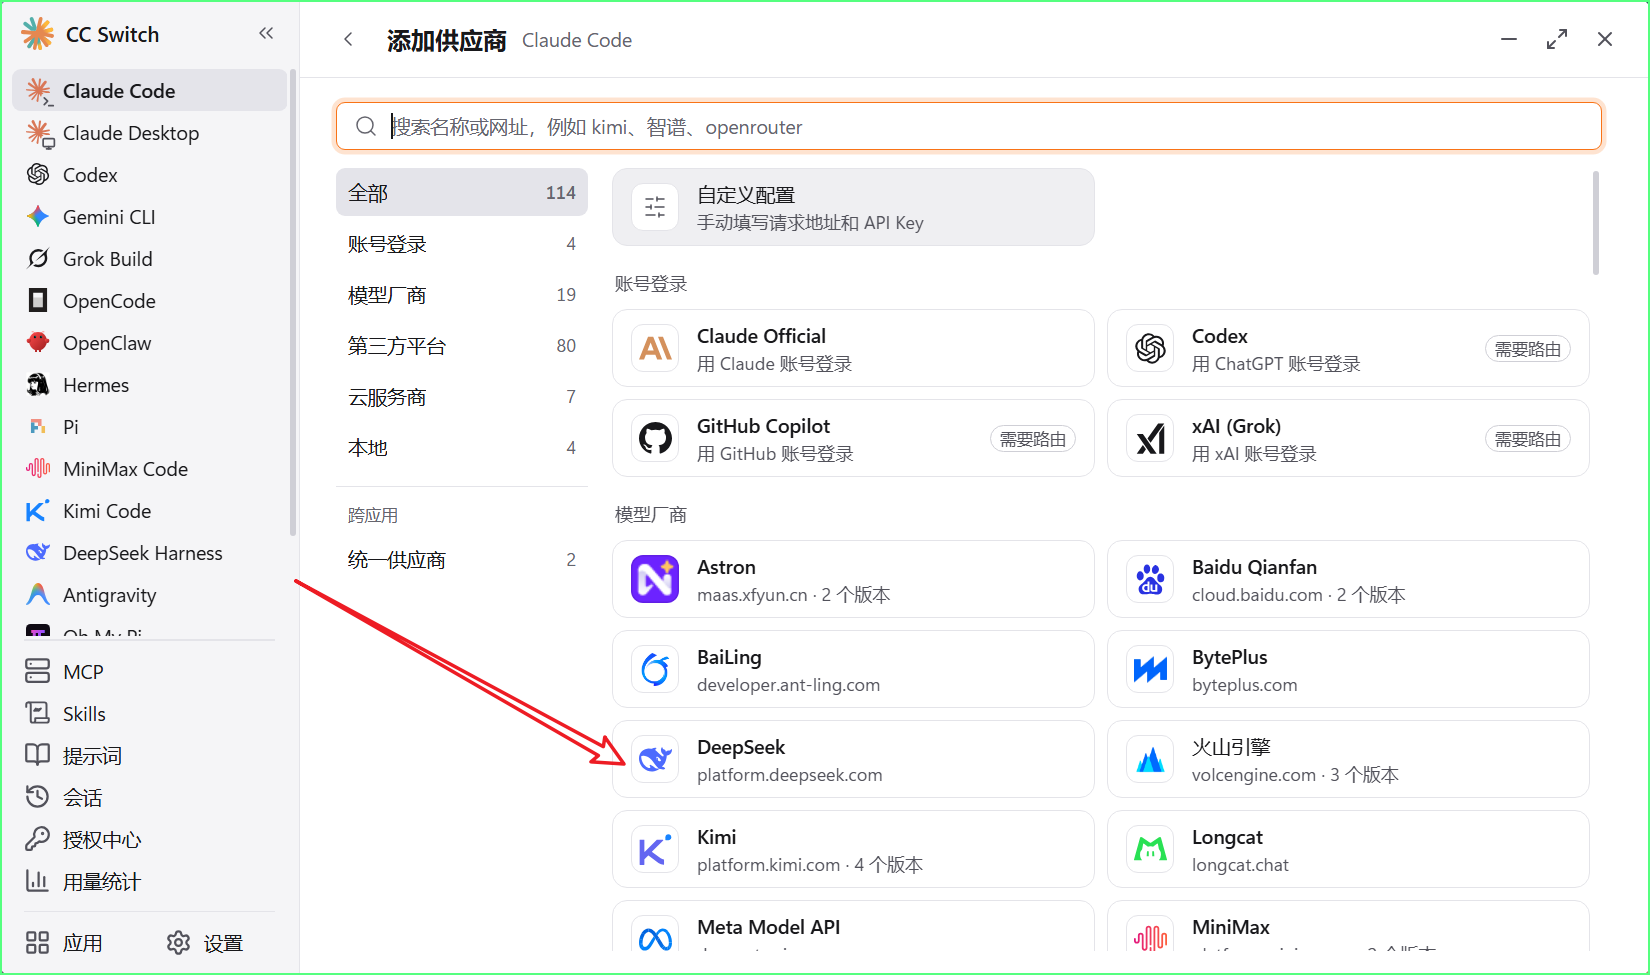 CC Switch
Claude Code
Claude Desktop
Codex
Gemini CLI
Grok Build
OpenCode
OpenClaw
Hermes
Pi
MiniMax Code
Kimi Code
DeepSeek Harness
Antigravity
Oh My Pi
MCP
Skills
提示词
会话
授权中心
用量统计
应用
设置
添加供应商 Claude Code
搜索名称或网址，例如 kimi、智谱、openrouter
全部 114
账号登录 4
模型厂商 19
第三方平台 80
云服务商 7
本地 4
跨应用
统一供应商 2
自定义配置
手动填写请求地址和 API Key
账号登录
Claude Official
用 Claude 账号登录
Codex
用 ChatGPT 账号登录
需要路由
GitHub Copilot
用 GitHub 账号登录
需要路由
xAI (Grok)
用 xAI 账号登录
需要路由
模型厂商
Astron
maas.xfyun.cn · 2 个版本
Baidu Qianfan
cloud.baidu.com · 2 个版本
BaiLing
developer.ant-ling.com
BytePlus
byteplus.com
DeepSeek
platform.deepseek.com
火山引擎
volcengine.com · 3 个版本
Kimi
platform.kimi.com · 4 个版本
Longcat
longcat.chat
Meta Model API
MiniMax